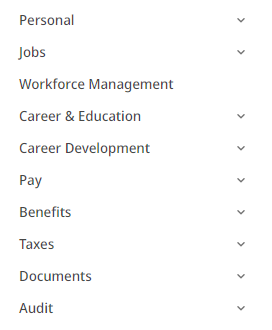 Personal
Jobs
Workforce Management
Career & Education
Career Development
Pay
Benefits
Taxes
Documents
Audit